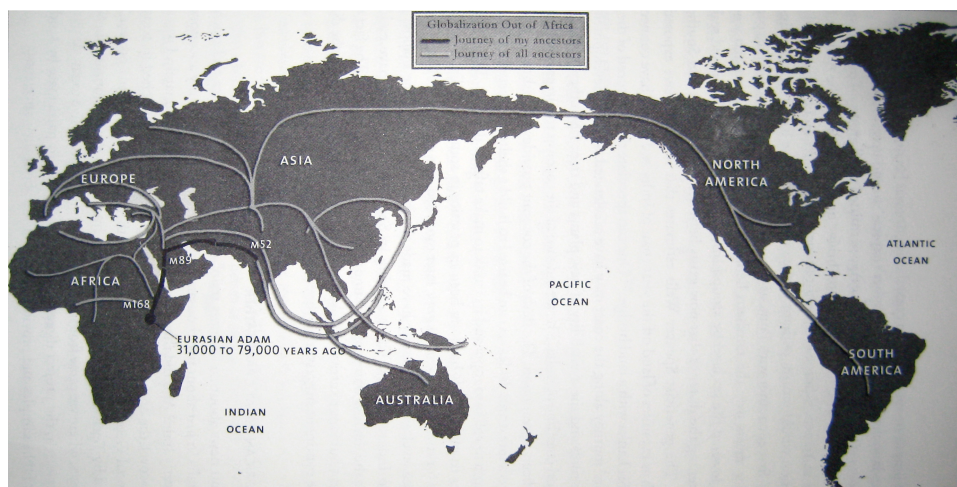 Globalization Out of Africa
Journey of my ancestors
Journey of all ancestors
ASIA
EUROPE
NORTH
AMERICA
M52
ATLANTIC
OCEAN
M89
AFRICA
PACIFIC
OCEAN
M168
EURASIAN ADAM
31,000 TO 79,000 YEARS AGO
SOUTH
AMERICA
AUSTRALIA
INDIAN
OCEAN